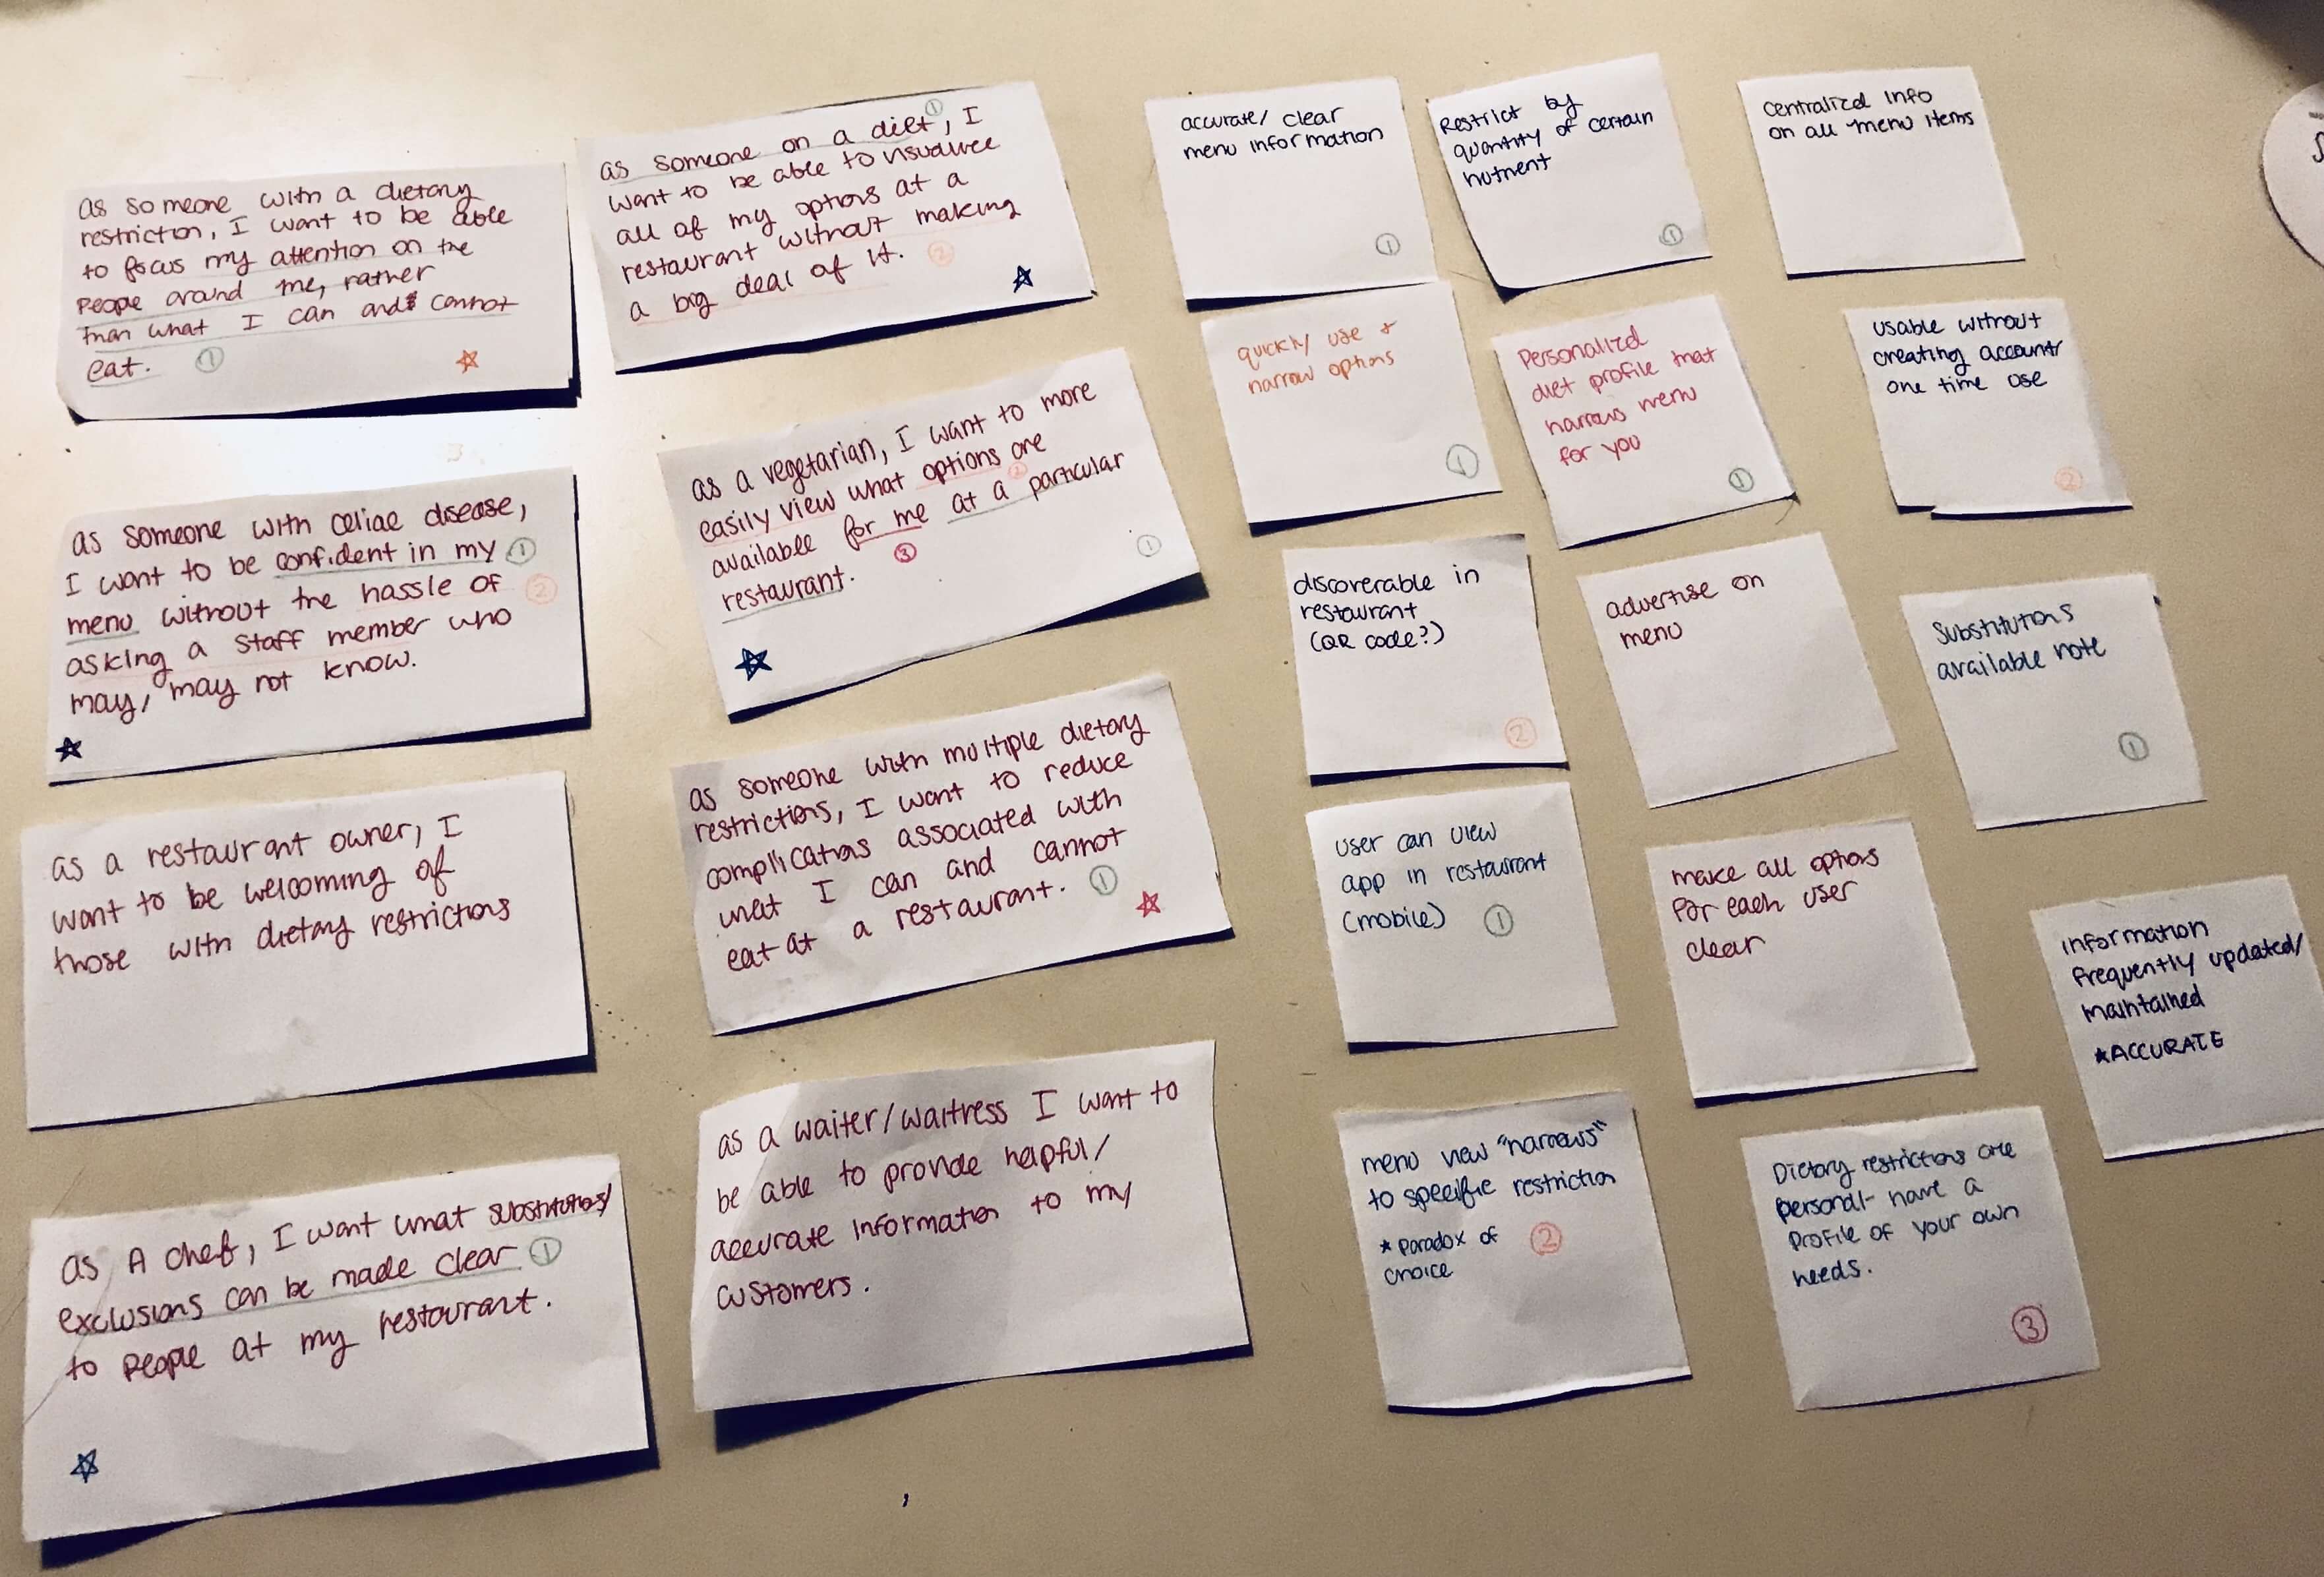 as someone with a dietary
restriction, I want to be able
to focus my attention on the
people around me, rather
than what I can and cannot
eat. ①
as someone on a diet ①, I
want to be able to visualize
all of my options at a
restaurant without making
a big deal of it. ②
as someone with celiac disease,
I want to be confident in my ①
menu without the hassle of ②
asking a staff member who
may/may not know.
as a vegetarian, I want to more
easily view what options are
②
available for me at a particular
restaurant. ③ ①
as a restaurant owner, I
want to be welcoming of
those with dietary restrictions
as someone with multiple dietary
restrictions, I want to reduce
complications associated with
what I can and cannot
eat at a restaurant. ①
as A chef, I want what substitutions/
exclusions can be made clear ①
to people at my restaurant.
as a waiter/waitress I want to
be able to provide helpful/
accurate information to my
customers.
accurate/clear
menu information
①
Restrict by
quantity of certain
nutrient
①
centralized info
on all menu items
quickly use +
narrow options
①
Personalized
diet profile that
narrows menu
for you
①
usable without
creating account/
one time use
②
discoverable in
restaurant
(QR code?)
②
advertise on
menu
Substitutions
available note
①
user can view
app in restaurant
(mobile) ①
make all options
for each user
clear
information
frequently updated/
maintained
*ACCURATE
menu view "narrows"
to specific restriction
* paradox of ②
choice
Dietary restrictions are
personal- have a
profile of your own
needs.
③